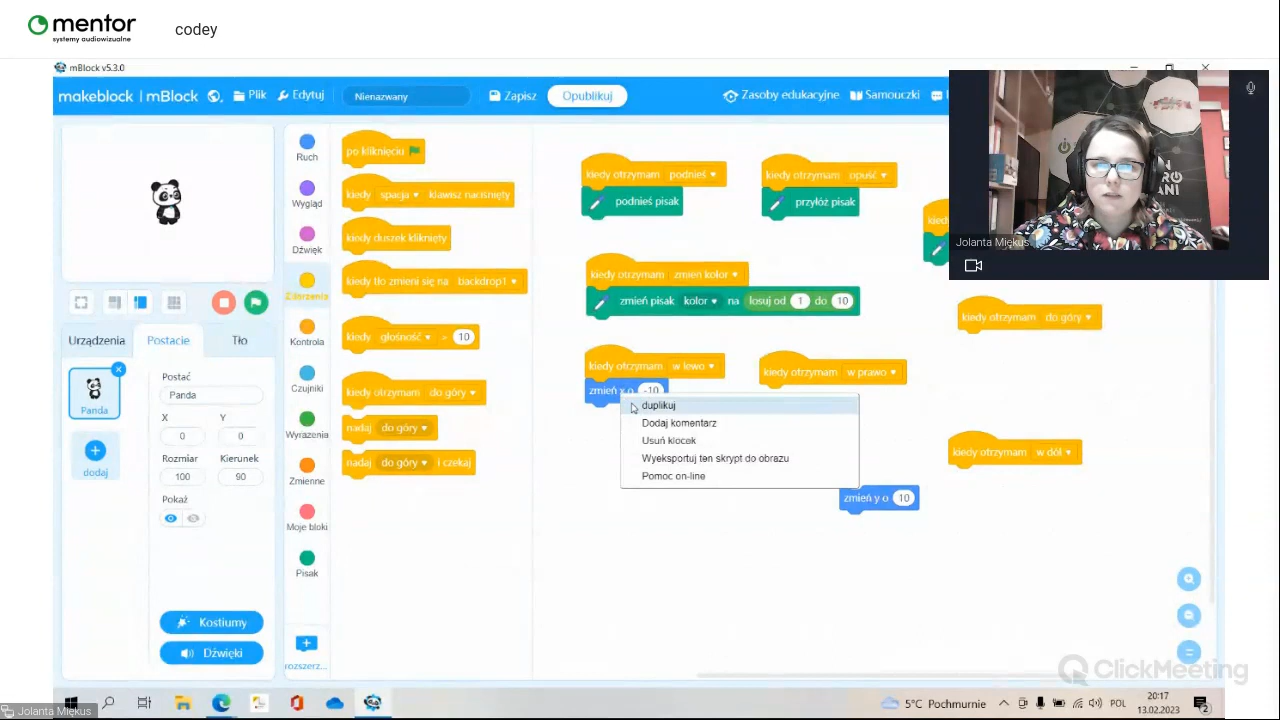 mentor
systemy audiowizualne
codey
mBlock v5.3.0
makeblock | mBlock
Plik
Edytuj
Nienazwany
Zapisz
Opublikuj
Zasoby edukacyjne
Samouczki
Ruch
Wygląd
Dźwięk
Zdarzenia
Kontrola
Czujniki
Wyrażenia
Zmienne
Moje bloki
Pisak
rozszerz...
po kliknięciu
kiedy spacja klawisz naciśnięty
kiedy duszek kliknięty
kiedy tło zmieni się na backdrop1
kiedy głośność > 10
kiedy otrzymam do góry
nadaj do góry
nadaj do góry i czekaj
kiedy otrzymam podnieś
podnieś pisak
kiedy otrzymam opuść
przyłóż pisak
kiedy otrzymam zmień kolor
zmień pisak kolor na losuj od 1 do 10
kiedy otrzymam w lewo
zmień x o -10
kiedy otrzymam w prawo
duplikuj
Dodaj komentarz
Usuń klocek
Wyeksportuj ten skrypt do obrazu
Pomoc on-line
zmień y o 10
kiedy otrzymam do góry
kiedy otrzymam w dół
Jolanta Miękus
Urządzenia
Postacie
Tło
Panda
dodaj
Postać
Panda
X
Y
0
0
Rozmiar
Kierunek
100
90
Pokaż
Kostiumy
Dźwięki
ClickMeeting
Jolanta Miękus
5°C Pochmurnie
POL
20:17
13.02.2023
2